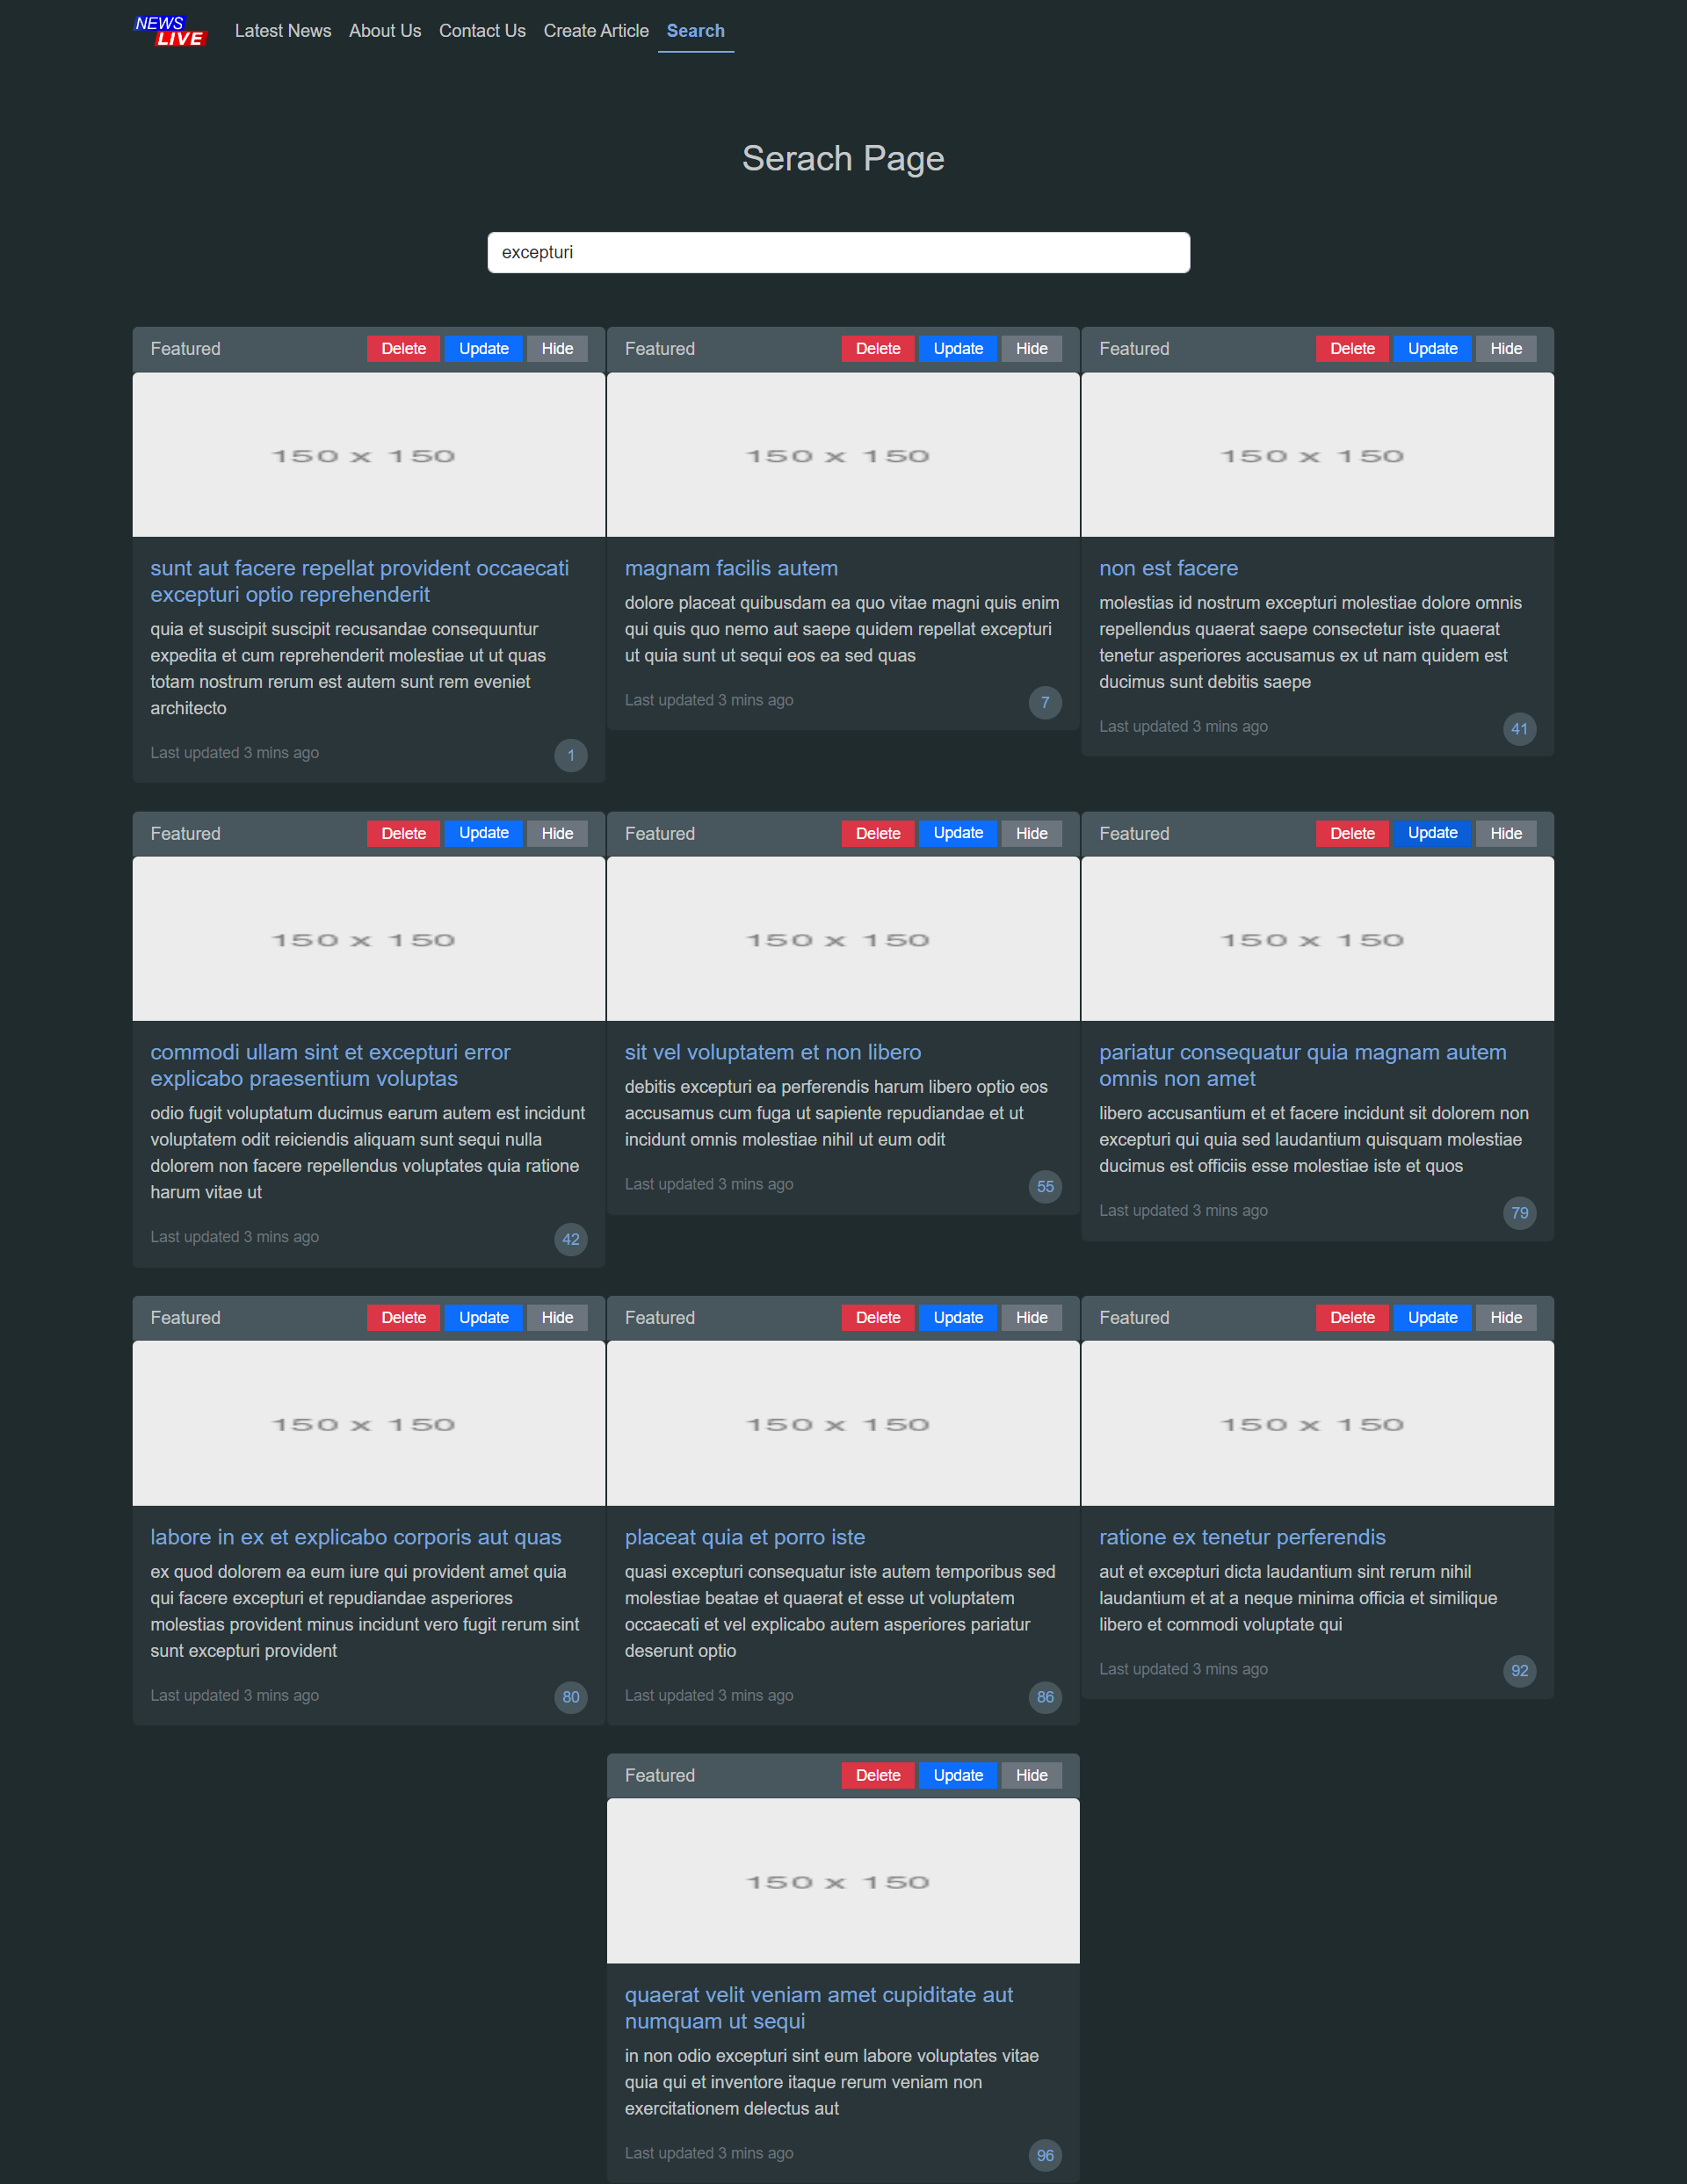 NEWS
LIVE
Latest News About Us Contact Us Create Article Search
Serach Page
excepturi
Featured Delete Update Hide
150 x 150
sunt aut facere repellat provident occaecati
excepturi optio reprehenderit
quia et suscipit suscipit recusandae consequuntur
expedita et cum reprehenderit molestiae ut ut quas
totam nostrum rerum est autem sunt rem eveniet
architecto
Last updated 3 mins ago 1
Featured Delete Update Hide
150 x 150
magnam facilis autem
dolore placeat quibusdam ea quo vitae magni quis enim
qui quis quo nemo aut saepe quidem repellat excepturi
ut quia sunt ut sequi eos ea sed quas
Last updated 3 mins ago 7
Featured Delete Update Hide
150 x 150
non est facere
molestias id nostrum excepturi molestiae dolore omnis
repellendus quaerat saepe consectetur iste quaerat
tenetur asperiores accusamus ex ut nam quidem est
ducimus sunt debitis saepe
Last updated 3 mins ago 41
Featured Delete Update Hide
150 x 150
commodi ullam sint et excepturi error
explicabo praesentium voluptas
odio fugit voluptatum ducimus earum autem est incidunt
voluptatem odit reiciendis aliquam sunt sequi nulla
dolorem non facere repellendus voluptates quia ratione
harum vitae ut
Last updated 3 mins ago 42
Featured Delete Update Hide
150 x 150
sit vel voluptatem et non libero
debitis excepturi ea perferendis harum libero optio eos
accusamus cum fuga ut sapiente repudiandae et ut
incidunt omnis molestiae nihil ut eum odit
Last updated 3 mins ago 55
Featured Delete Update Hide
150 x 150
pariatur consequatur quia magnam autem
omnis non amet
libero accusantium et et facere incidunt sit dolorem non
excepturi qui quia sed laudantium quisquam molestiae
ducimus est officiis esse molestiae iste et quos
Last updated 3 mins ago 79
Featured Delete Update Hide
150 x 150
labore in ex et explicabo corporis aut quas
ex quod dolorem ea eum iure qui provident amet quia
qui facere excepturi et repudiandae asperiores
molestias provident minus incidunt vero fugit rerum sint
sunt excepturi provident
Last updated 3 mins ago 80
Featured Delete Update Hide
150 x 150
placeat quia et porro iste
quasi excepturi consequatur iste autem temporibus sed
molestiae beatae et quaerat et esse ut voluptatem
occaecati et vel explicabo autem asperiores pariatur
deserunt optio
Last updated 3 mins ago 86
Featured Delete Update Hide
150 x 150
ratione ex tenetur perferendis
aut et excepturi dicta laudantium sint rerum nihil
laudantium et at a neque minima officia et similique
libero et commodi voluptate qui
Last updated 3 mins ago 92
Featured Delete Update Hide
150 x 150
quaerat velit veniam amet cupiditate aut
numquam ut sequi
in non odio excepturi sint eum labore voluptates vitae
quia qui et inventore itaque rerum veniam non
exercitationem delectus aut
Last updated 3 mins ago 96